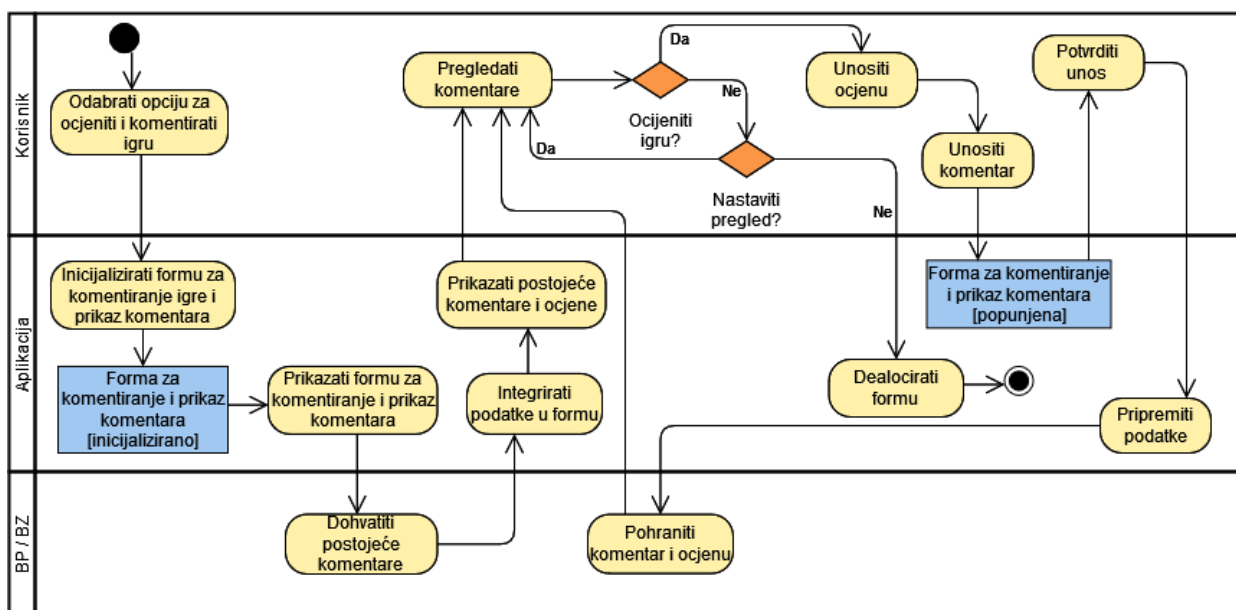 Korisnik
Odabrati opciju za
ocjeniti i komentirati
igru
Pregledati
komentare
Da
Ne
Ocijeniti
igru?
Da
Nastaviti
pregled?
Ne
Unositi
ocjenu
Unositi
komentar
Potvrditi
unos
Aplikacija
Inicijalizirati formu za
komentiranje igre i
prikaz komentara
Forma za
komentiranje i prikaz
komentara
[inicijalizirano]
Prikazati formu za
komentiranje i prikaz
komentara
Prikazati postojeće
komentare i ocjene
Integrirati
podatke u formu
Forma za komentiranje
i prikaz komentara
[popunjena]
Dealocirati
formu
Pripremiti
podatke
BP / BZ
Dohvatiti
postojeće
komentare
Pohraniti
komentar i ocjenu